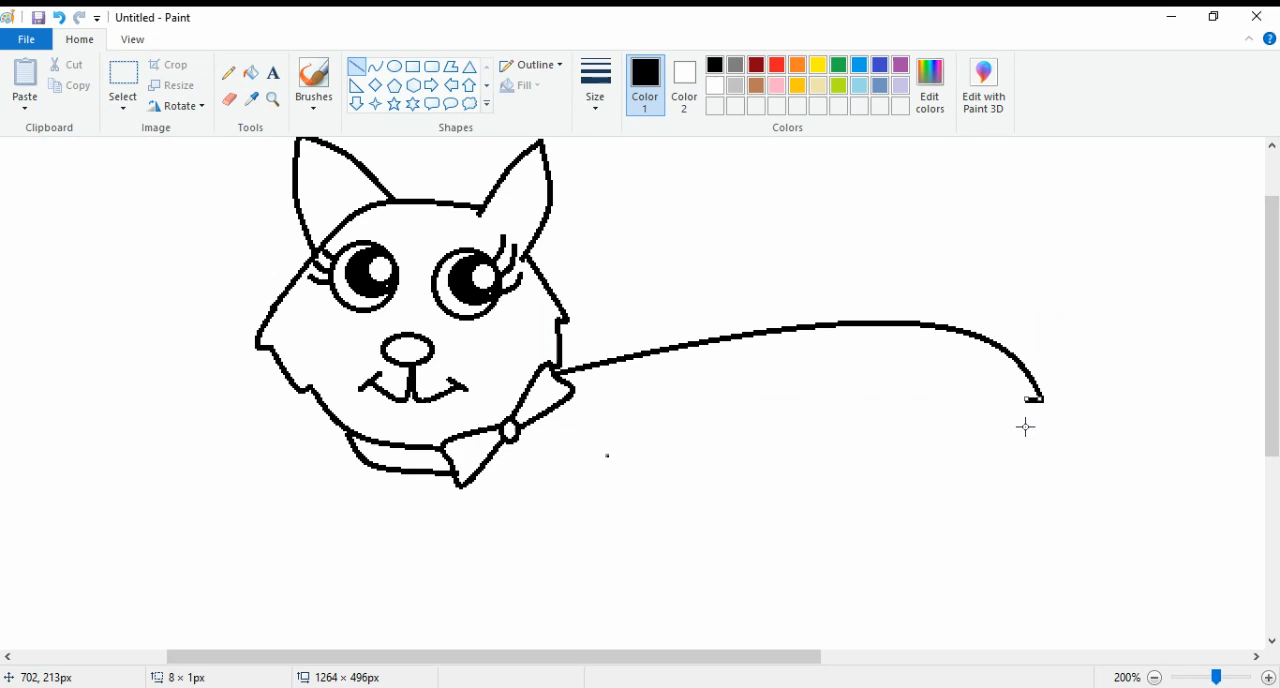 Untitled - Paint
File Home View
Paste Cut Copy Clipboard
Select Crop Resize Rotate Image
Tools
Brushes
Shapes Outline Fill
Size
Color 1 Color 2 Edit colors Colors
Edit with Paint 3D
702, 213px 8 × 1px 1264 × 496px 200%